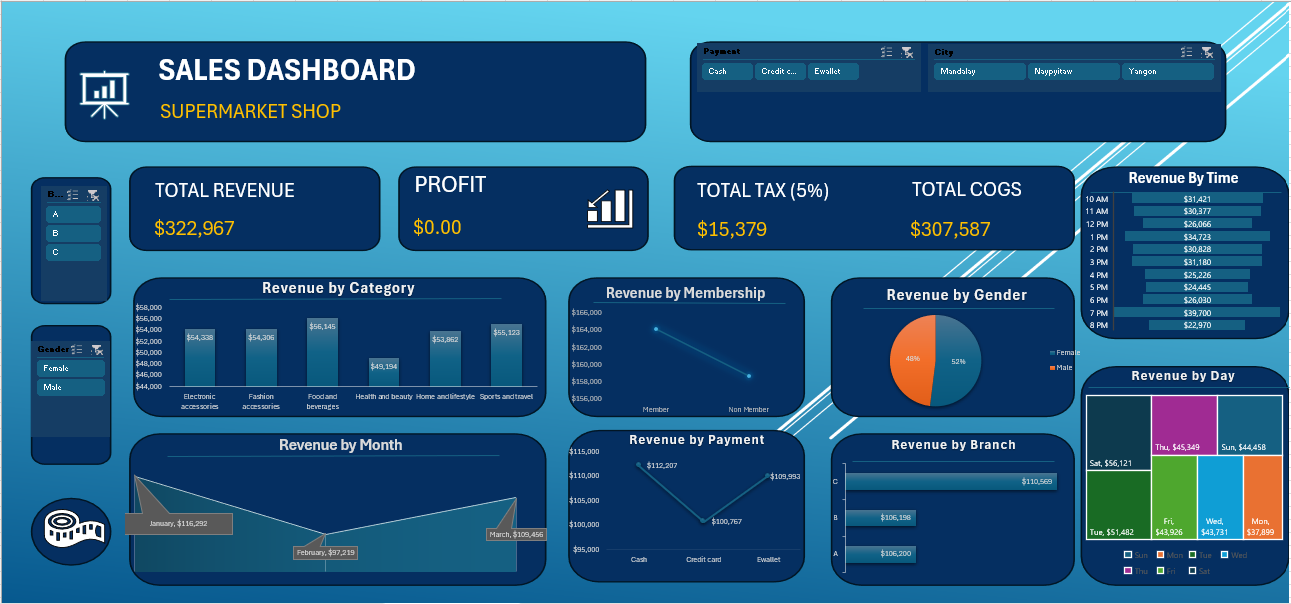 SALES DASHBOARD
SUPERMARKET SHOP
Payment
Cash Credit c... Ewallet
City
Mandalay Naypyitaw Yangon
B...
A
B
C
Gender
Female
Male
TOTAL REVENUE
$322,967
PROFIT
$0.00
TOTAL TAX (5%)
$15,379
TOTAL COGS
$307,587
Revenue By Time
10 AM $31,421
11 AM $30,377
12 PM $26,066
1 PM $34,723
2 PM $30,828
3 PM $31,180
4 PM $25,226
5 PM $24,445
6 PM $26,030
7 PM $39,700
8 PM $22,970
Revenue by Category
$58,000
$56,000
$54,000
$52,000
$50,000
$48,000
$46,000
$44,000
$54,338
$54,306
$56,145
$49,194
$53,862
$55,123
Electronic
accessories
Fashion
accessories
Food and
beverages
Health and beauty
Home and lifestyle
Sports and travel
Revenue by Membership
$166,000
$164,000
$162,000
$160,000
$158,000
$156,000
Member
Non Member
Revenue by Gender
48%
52%
Female
Male
Revenue by Day
Sat, $56,121
Tue, $51,482
Thu, $45,349
Sun, $44,458
Fri,
$43,926
Wed,
$43,731
Mon,
$37,899
Sun Mon Tue Wed
Thu Fri Sat
Revenue by Month
January, $116,292
February, $97,219
March, $109,456
Revenue by Payment
$115,000
$110,000
$105,000
$100,000
$95,000
$112,207
$100,767
$109,993
Cash
Credit card
Ewallet
Revenue by Branch
C $110,569
B $106,198
A $106,200